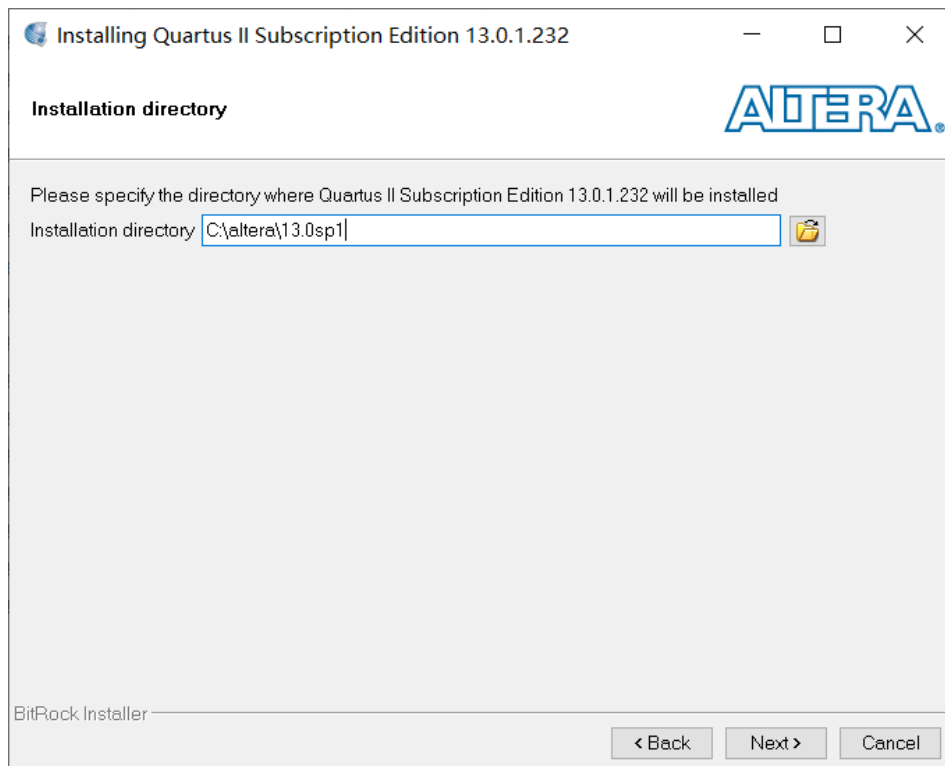 Installing Quartus II Subscription Edition 13.0.1.232
Installation directory
ALTERA®
Please specify the directory where Quartus II Subscription Edition 13.0.1.232 will be installed
Installation directory C:\altera\13.0sp1
BitRock Installer
< Back Next > Cancel